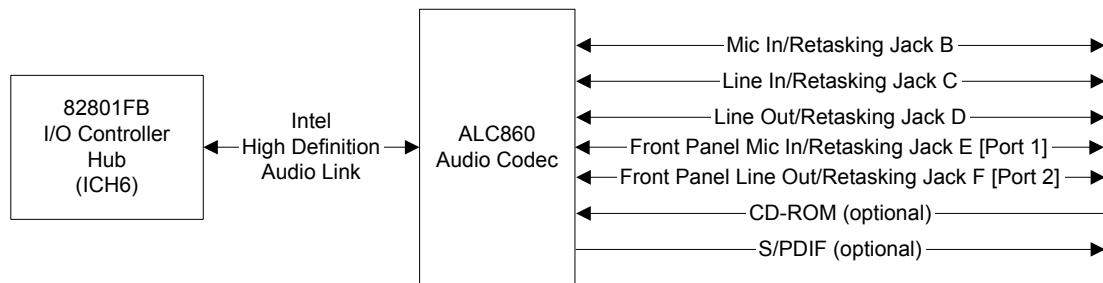 82801FB
I/O Controller
Hub
(ICH6)
Intel
High Definition
Audio Link
ALC860
Audio Codec
Mic In/Retasking Jack B
Line In/Retasking Jack C
Line Out/Retasking Jack D
Front Panel Mic In/Retasking Jack E [Port 1]
Front Panel Line Out/Retasking Jack F [Port 2]
CD-ROM (optional)
S/PDIF (optional)